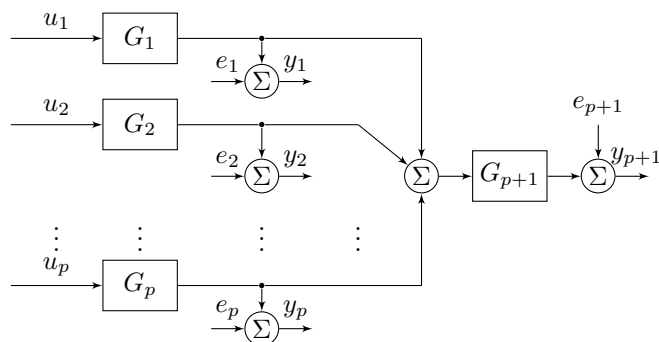 u₁ G₁
e₁ Σ y₁
u₂ G₂
e₂ Σ y₂
Σ G_{p+1} Σ
e_{p+1}
y_{p+1}
⋮ ⋮ ⋮ ⋮
u_p G_p
e_p Σ y_p